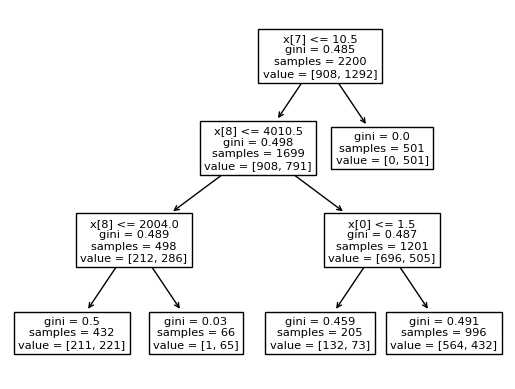 x[7] <= 10.5
gini = 0.485
samples = 2200
value = [908, 1292]
x[8] <= 4010.5
gini = 0.498
samples = 1699
value = [908, 791]
gini = 0.0
samples = 501
value = [0, 501]
x[8] <= 2004.0
gini = 0.489
samples = 498
value = [212, 286]
x[0] <= 1.5
gini = 0.487
samples = 1201
value = [696, 505]
gini = 0.5
samples = 432
value = [211, 221]
gini = 0.03
samples = 66
value = [1, 65]
gini = 0.459
samples = 205
value = [132, 73]
gini = 0.491
samples = 996
value = [564, 432]